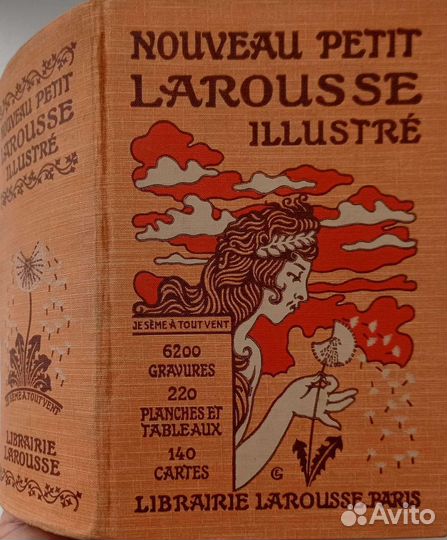 NOUVEAU PETIT
LAROUSSE
ILLUSTRÉ
JE SÈME À TOUT VENT
6200
GRAVURES
220
PLANCHES ET
TABLEAUX
140
CARTES
LIBRAIRIE LAROUSSE PARIS
NOUVEAU PETIT
LAROUSSE
ILLUSTRÉ
SÈME À TOUT VENT
LIBRAIRIE
LAROUSSE
Avito